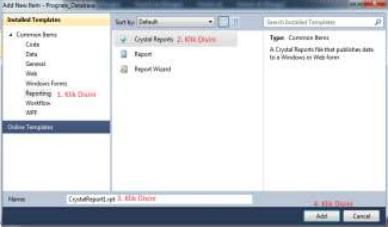 Add New Item - Program_Database
Installed Templates
Common Items
Code
Data
General
Web
Windows Forms
Reporting 1. Klik Disini
Workflow
WPF
Online Templates
Sort by: Default
Crystal Reports 2. Klik Disini
Report
Report Wizard
Search Installed Templates
Type: Common Items
A Crystal Reports file that publishes data
to a Windows or Web form
Name
CrystalReport1.rpt 3. Klik Disini
4. Klik Disini
Add
Cancel